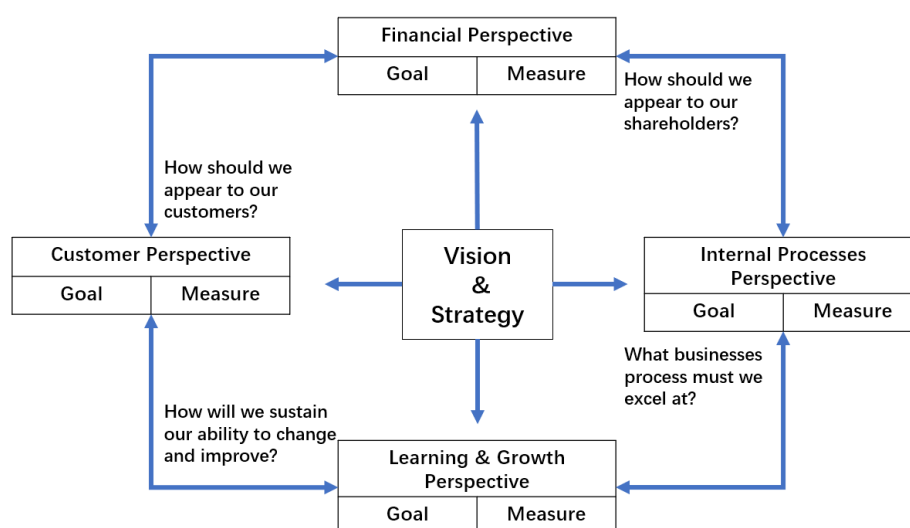 Financial Perspective
Goal
Measure
How should we
appear to our
shareholders?
How should we
appear to our
customers?
Customer Perspective
Goal
Measure
Vision
&
Strategy
Internal Processes
Perspective
Goal
Measure
What businesses
process must we
excel at?
How will we sustain
our ability to change
and improve?
Learning & Growth
Perspective
Goal
Measure